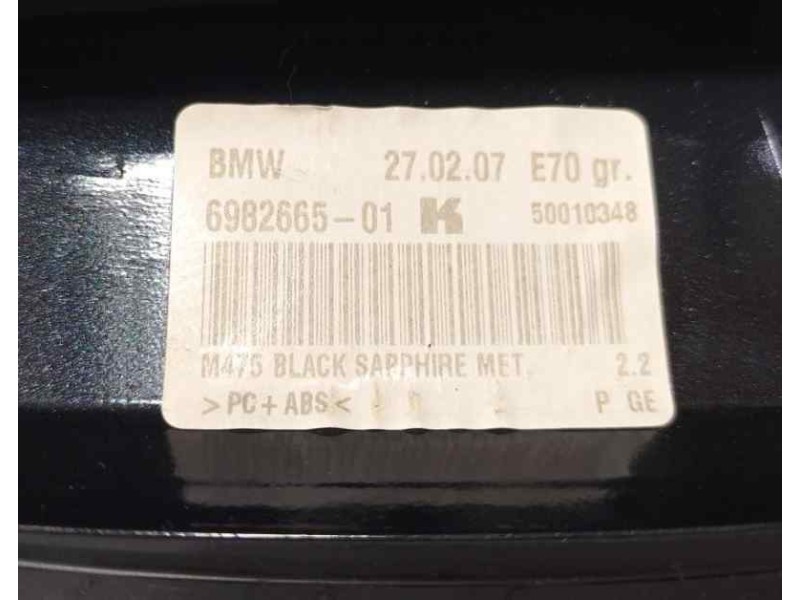 BMW 27.02.07 E70 gr.
6982665-01 K 50010348
M475 BLACK SAPPHIRE MET. 2.2
>PC+ABS< P GE